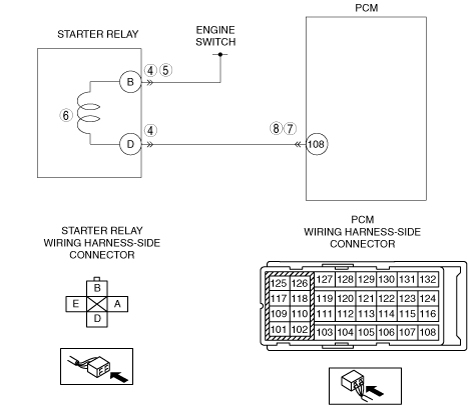 PCM
STARTER RELAY
ENGINE
SWITCH
B
4 5
6
D
4
8 7
108
STARTER RELAY
WIRING HARNESS-SIDE
CONNECTOR
B
E A
D
PCM
WIRING HARNESS-SIDE
CONNECTOR
125 126 127 128 129 130 131 132
117 118 119 120 121 122 123 124
109 110 111 112 113 114 115 116
101 102 103 104 105 106 107 108